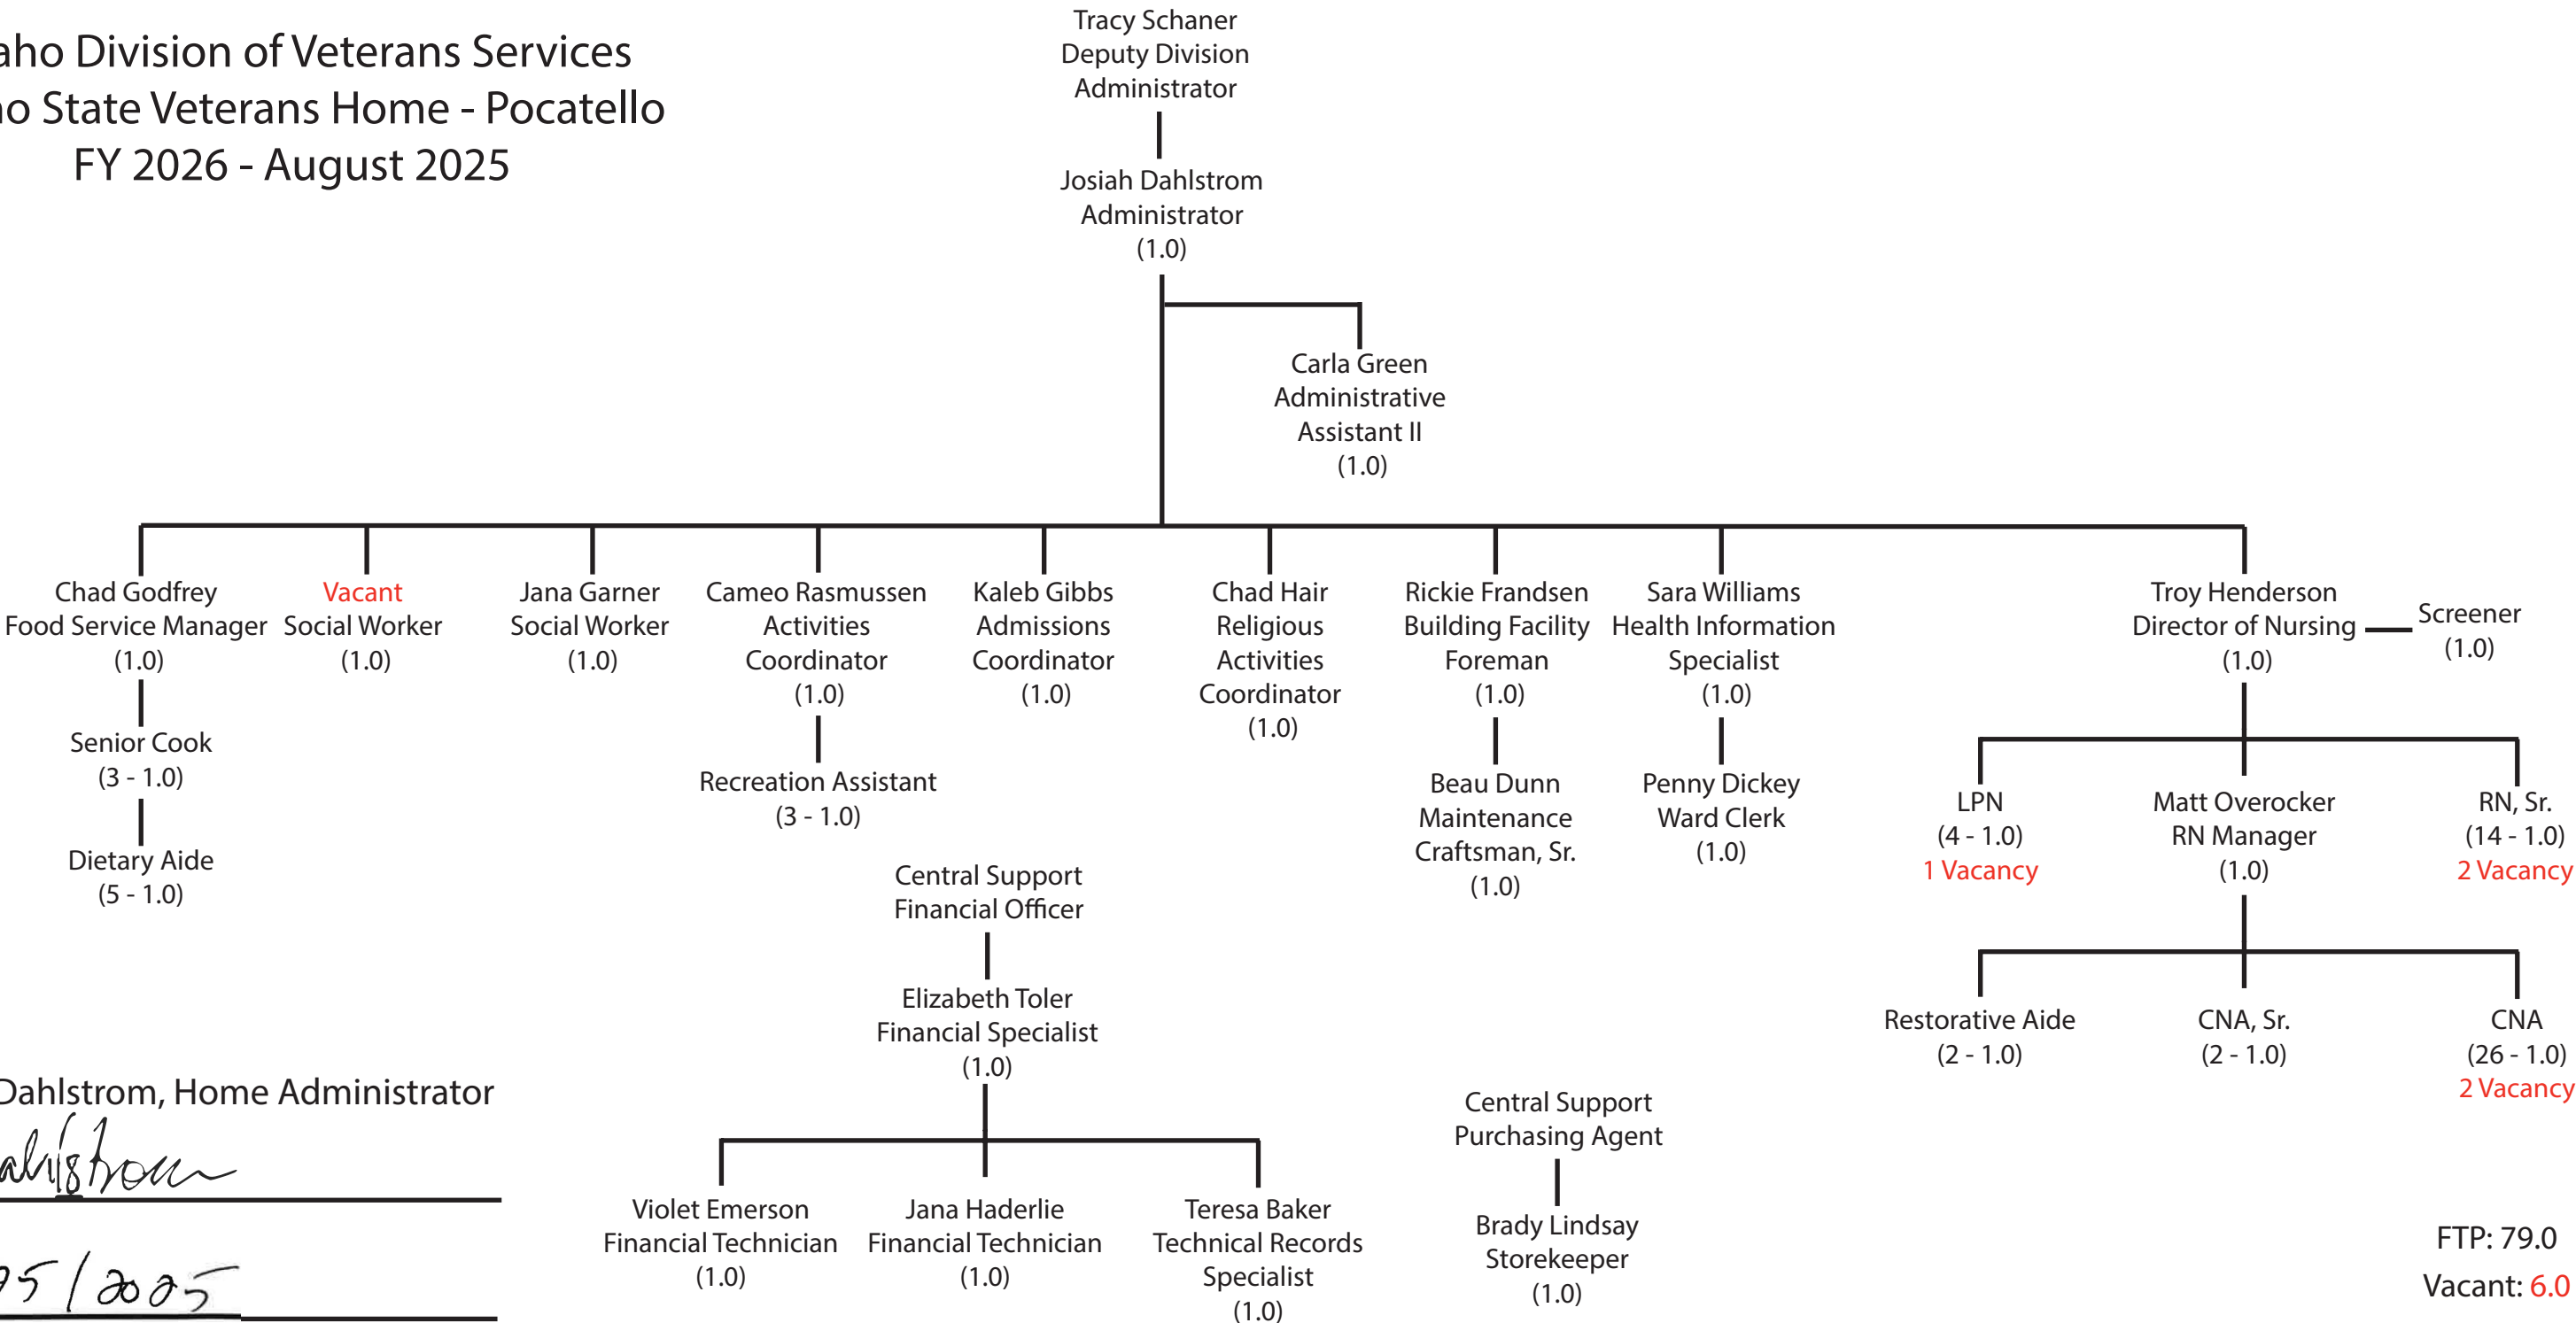 aho Division of Veterans Services
ho State Veterans Home - Pocatello
FY 2026 - August 2025
Tracy Schaner
Deputy Division
Administrator
Josiah Dahlstrom
Administrator
(1.0)
Carla Green
Administrative
Assistant II
(1.0)
Chad Godfrey
Food Service Manager
(1.0)
Senior Cook
(3 - 1.0)
Dietary Aide
(5 - 1.0)
Vacant
Social Worker
(1.0)
Jana Garner
Social Worker
(1.0)
Cameo Rasmussen
Activities
Coordinator
(1.0)
Recreation Assistant
(3 - 1.0)
Kaleb Gibbs
Admissions
Coordinator
(1.0)
Chad Hair
Religious
Activities
Coordinator
(1.0)
Rickie Frandsen
Building Facility
Foreman
(1.0)
Beau Dunn
Maintenance
Craftsman, Sr.
(1.0)
Sara Williams
Health Information
Specialist
(1.0)
Penny Dickey
Ward Clerk
(1.0)
Troy Henderson
Director of Nursing
(1.0)
Screener
(1.0)
LPN
(4 - 1.0)
1 Vacancy
Matt Overocker
RN Manager
(1.0)
RN, Sr.
(14 - 1.0)
2 Vacancy
Restorative Aide
(2 - 1.0)
CNA, Sr.
(2 - 1.0)
CNA
(26 - 1.0)
2 Vacancy
Central Support
Financial Officer
Elizabeth Toler
Financial Specialist
(1.0)
Violet Emerson
Financial Technician
(1.0)
Jana Haderlie
Financial Technician
(1.0)
Teresa Baker
Technical Records
Specialist
(1.0)
Central Support
Purchasing Agent
Brady Lindsay
Storekeeper
(1.0)
Dahlstrom, Home Administrator
ahlstrom
5/2025
FTP: 79.0
Vacant: 6.0